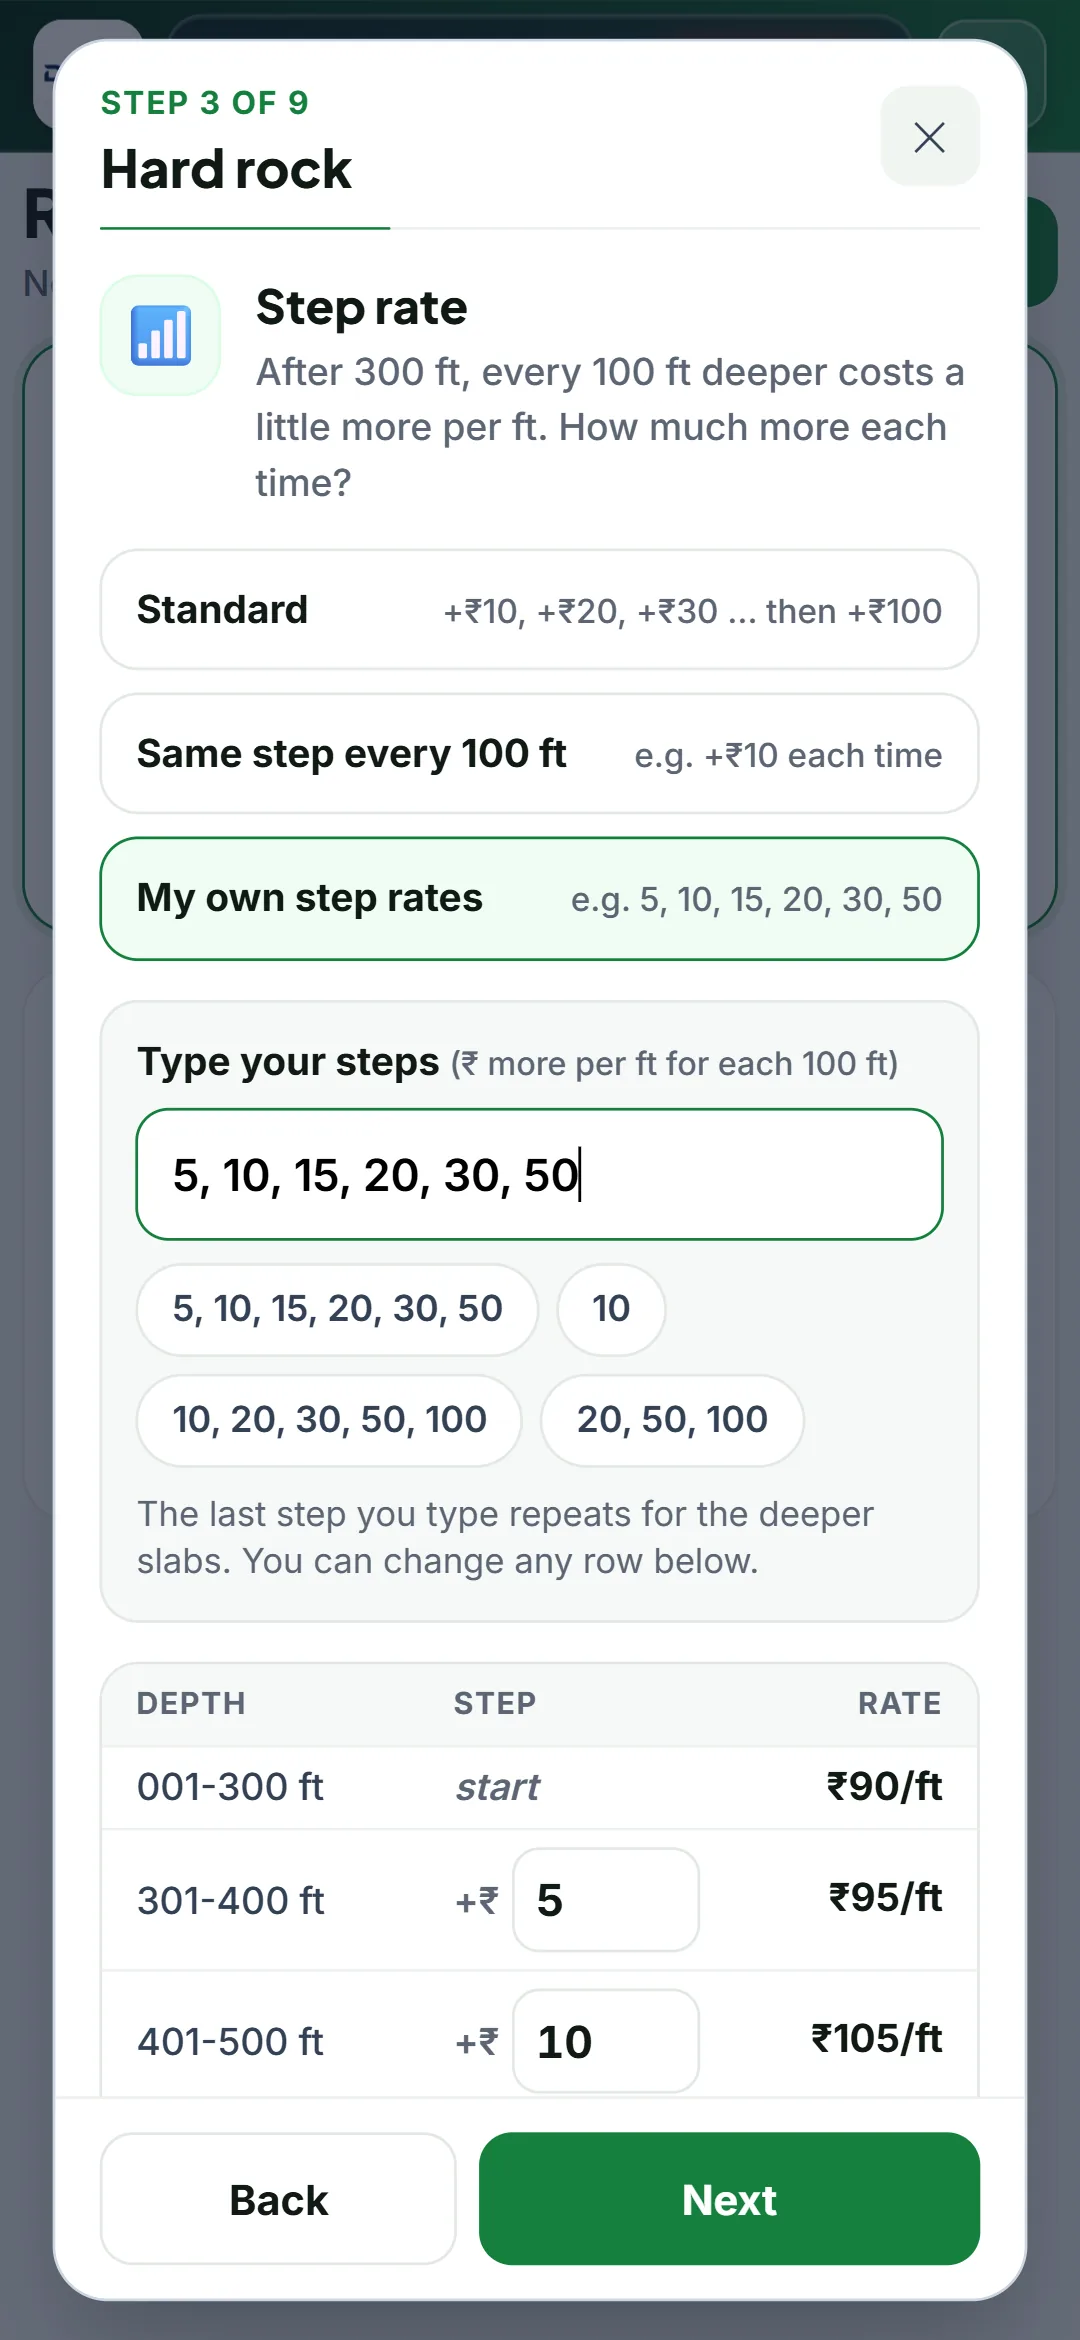 STEP 3 OF 9
Hard rock
Step rate
After 300 ft, every 100 ft deeper costs a
little more per ft. How much more each
time?
Standard +₹10, +₹20, +₹30 ... then +₹100
Same step every 100 ft e.g. +₹10 each time
My own step rates e.g. 5, 10, 15, 20, 30, 50
Type your steps (₹ more per ft for each 100 ft)
5, 10, 15, 20, 30, 50
5, 10, 15, 20, 30, 50 10
10, 20, 30, 50, 100 20, 50, 100
The last step you type repeats for the deeper
slabs. You can change any row below.
DEPTH STEP RATE
001-300 ft start ₹90/ft
301-400 ft +₹ 5 ₹95/ft
401-500 ft +₹ 10 ₹105/ft
Back Next